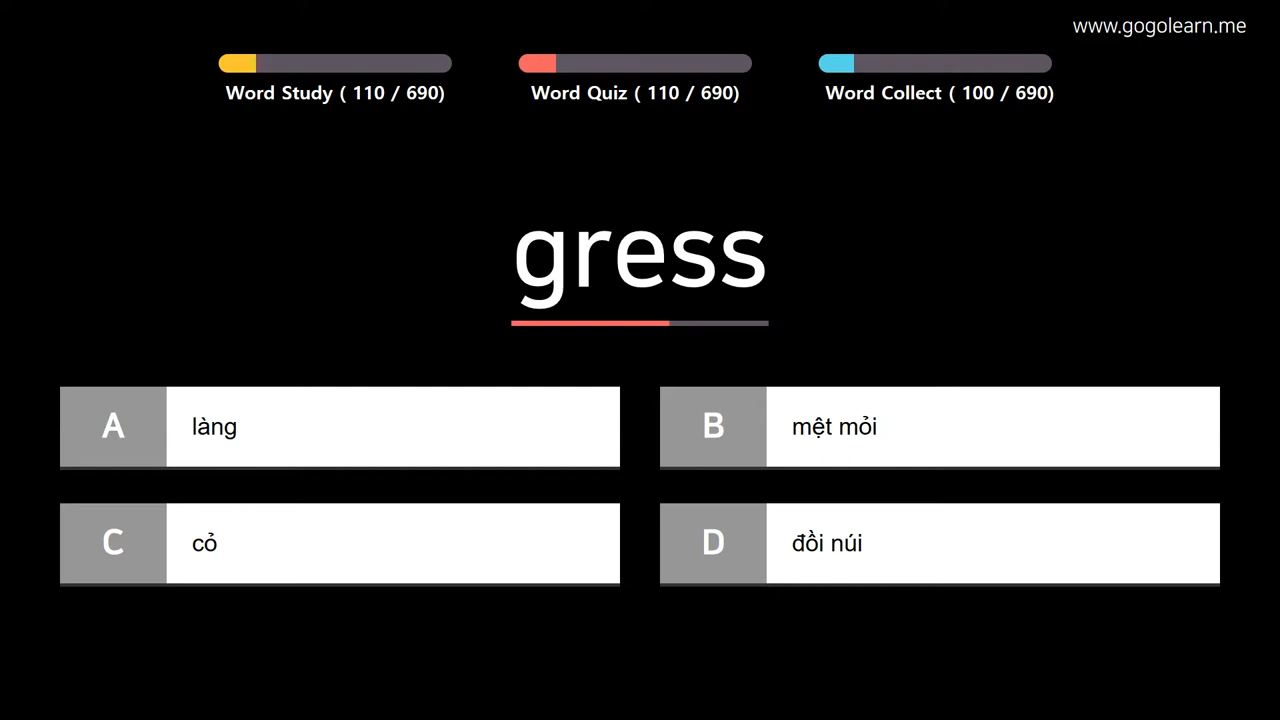 www.gogolearn.me
Word Study ( 110 / 690)
Word Quiz ( 110 / 690)
Word Collect ( 100 / 690)
gress
A làng
B mệt mỏi
C cỏ
D đồi núi